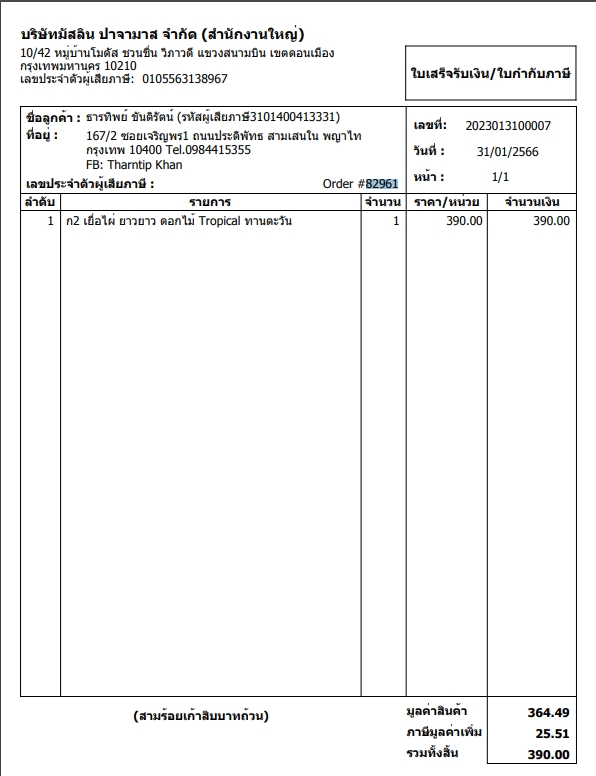 บริษัทมัสลิน ปาจามาส จำกัด (สำนักงานใหญ่)
10/42 หมู่บ้านโมดัส ชวนชื่น วิภาวดี แขวงสนามบิน เขตดอนเมือง
กรุงเทพมหานคร 10210
เลขประจำตัวผู้เสียภาษี: 0105563138967
ใบเสร็จรับเงิน/ใบกำกับภาษี
ชื่อลูกค้า : ธารทิพย์ ขันติรัตน์ (รหัสผู้เสียภาษี3101400413331)
ที่อยู่ : 167/2 ซอยเจริญพร1 ถนนประดิพัทธ สามเสนใน พญาไท
กรุงเทพ 10400 Tel.0984415355
FB: Tharntip Khan
เลขประจำตัวผู้เสียภาษี : Order #82961
เลขที่: 2023013100007
วันที่ : 31/01/2566
หน้า : 1/1
ลำดับ รายการ จำนวน ราคา/หน่วย จำนวนเงิน
1 ก2 เยื่อไผ่ ยาวยาว ดอกไม้ Tropical ทานตะวัน 1 390.00 390.00
(สามร้อยเก้าสิบบาทถ้วน)
มูลค่าสินค้า 364.49
ภาษีมูลค่าเพิ่ม 25.51
รวมทั้งสิ้น 390.00